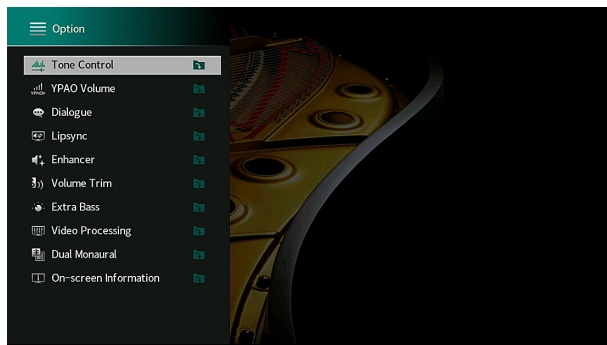 Option
Tone Control
YPAO Volume
Dialogue
Lipsync
Enhancer
Volume Trim
Extra Bass
Video Processing
Dual Monaural
On-screen Information